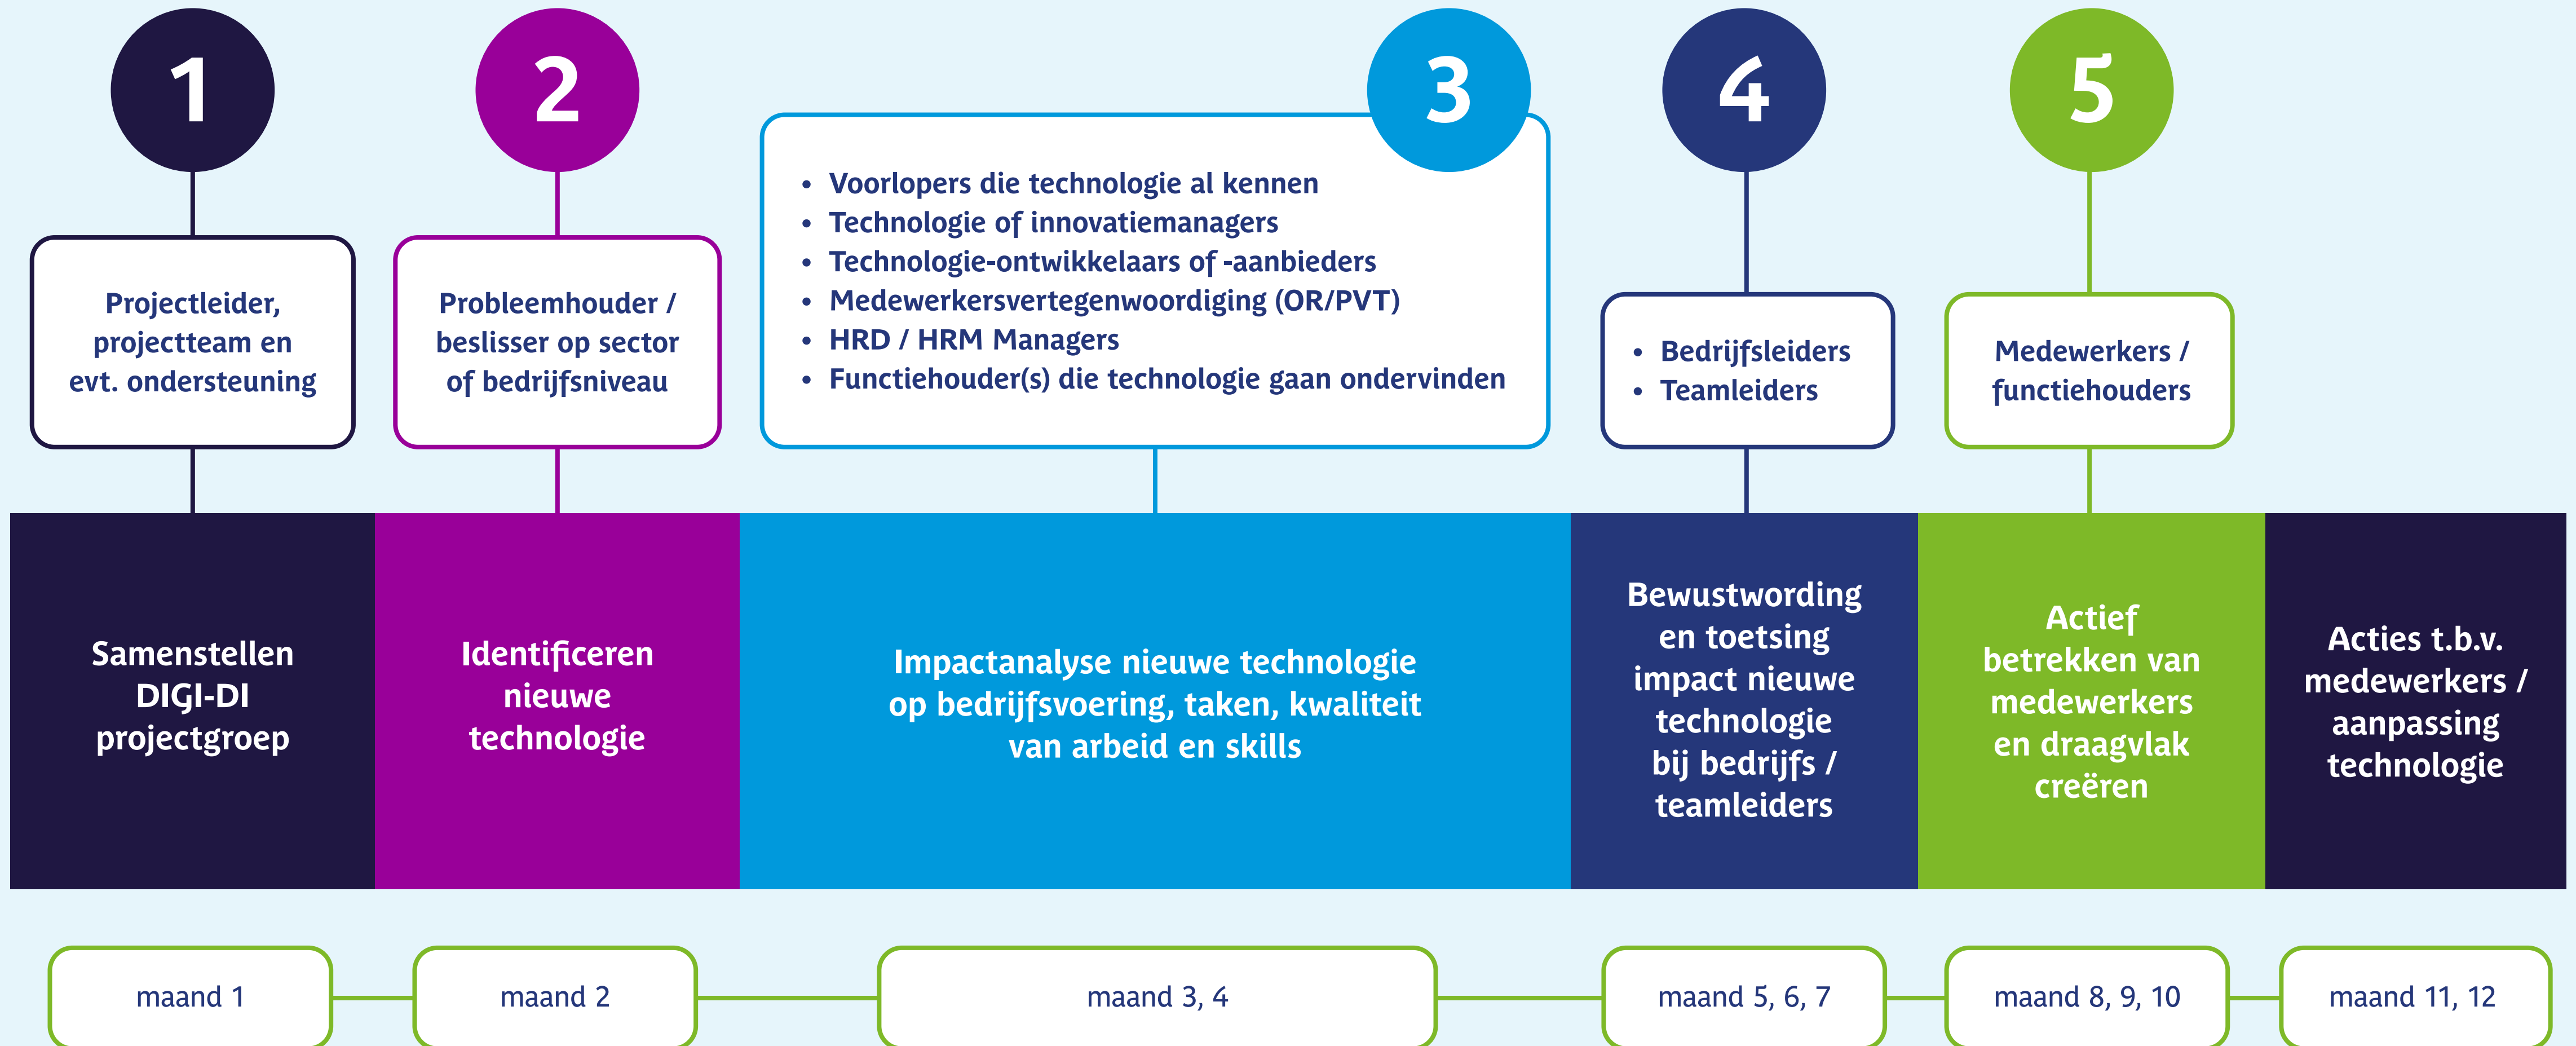 1
Projectleider,
projectteam en
evt. ondersteuning
2
Probleemhouder /
beslisser op sector
of bedrijfsniveau
3
• Voorlopers die technologie al kennen
• Technologie of innovatiemanagers
• Technologie-ontwikkelaars of -aanbieders
• Medewerkersvertegenwoordiging (OR/PVT)
• HRD / HRM Managers
• Functiehouder(s) die technologie gaan ondervinden
4
• Bedrijfsleiders
• Teamleiders
5
Medewerkers /
functiehouders
Samenstellen
DIGI-DI
projectgroep
Identificeren
nieuwe
technologie
Impactanalyse nieuwe technologie
op bedrijfsvoering, taken, kwaliteit
van arbeid en skills
Bewustwording
en toetsing
impact nieuwe
technologie
bij bedrijfs /
teamleiders
Actief
betrekken van
medewerkers
en draagvlak
creëren
Acties t.b.v.
medewerkers /
aanpassing
technologie
maand 1
maand 2
maand 3, 4
maand 5, 6, 7
maand 8, 9, 10
maand 11, 12